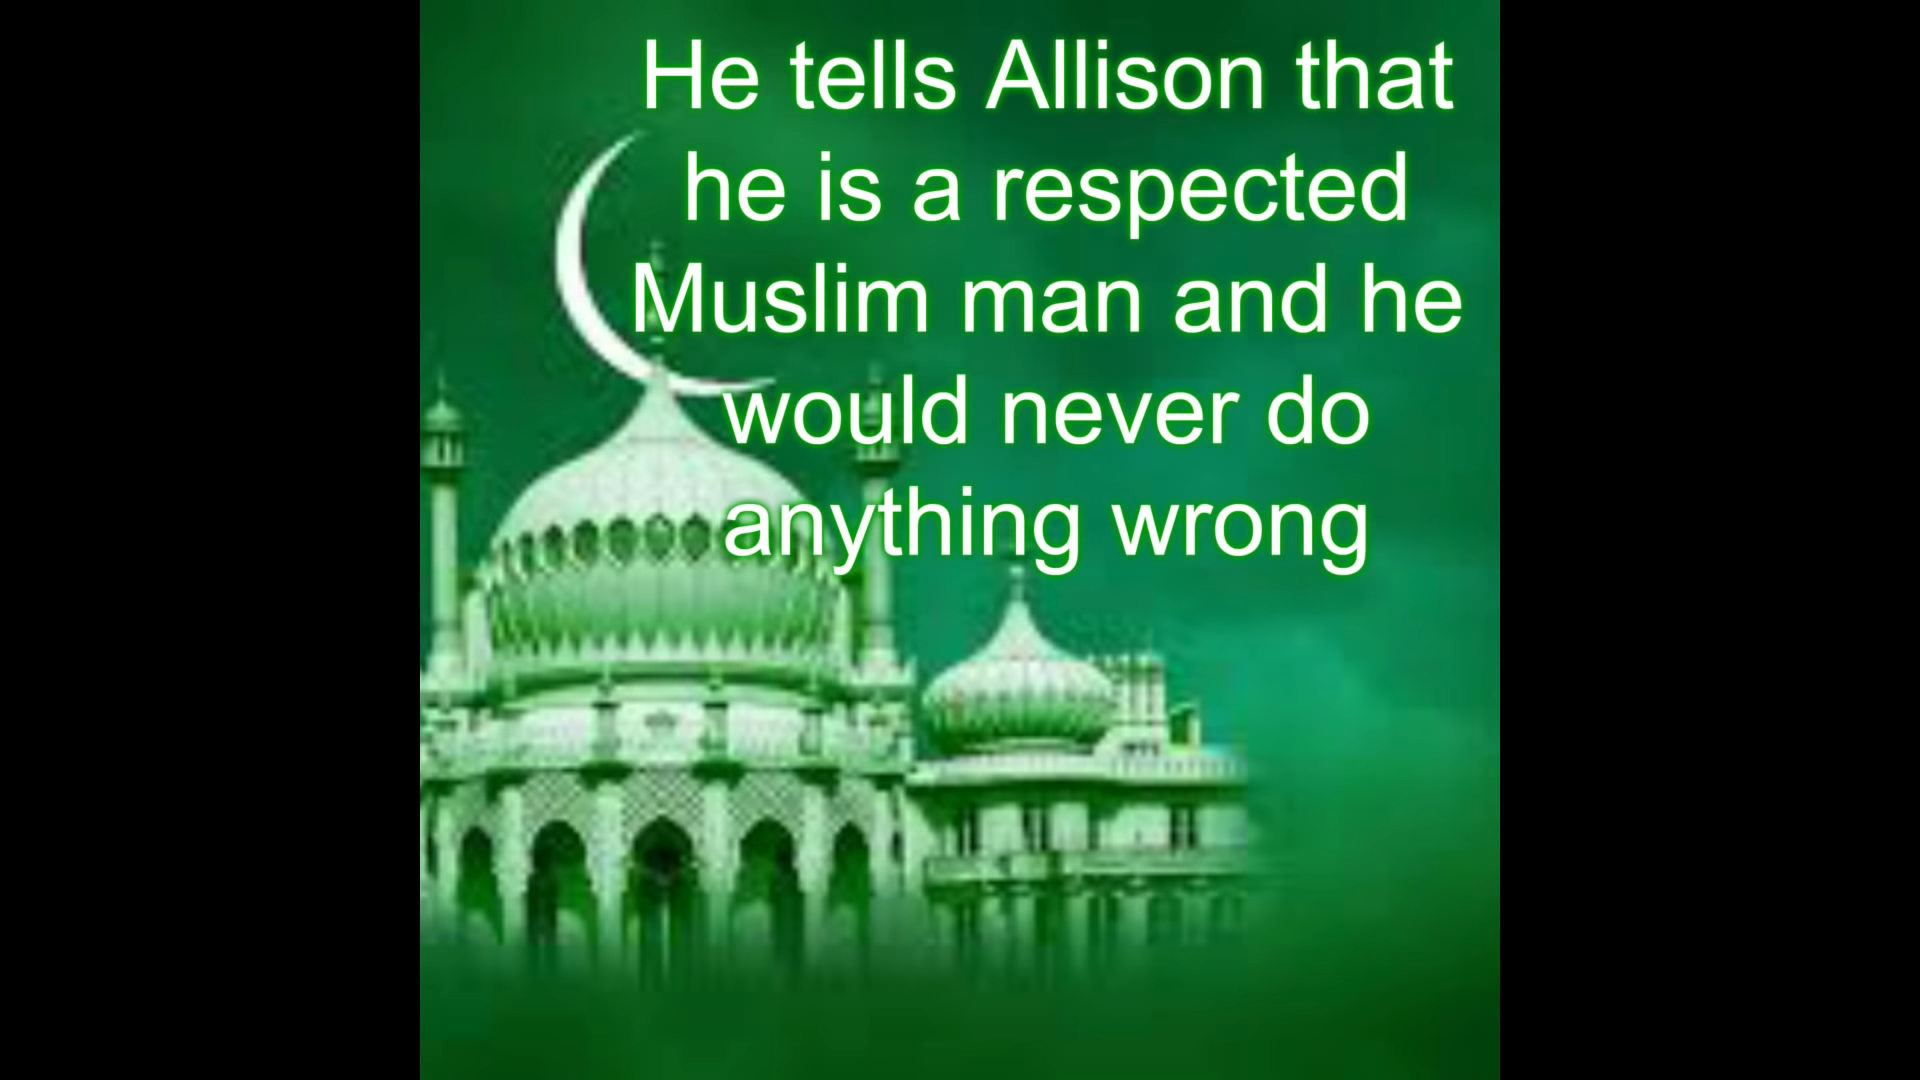 He tells Allison that
he is a respected
Muslim man and he
would never do
anything wrong